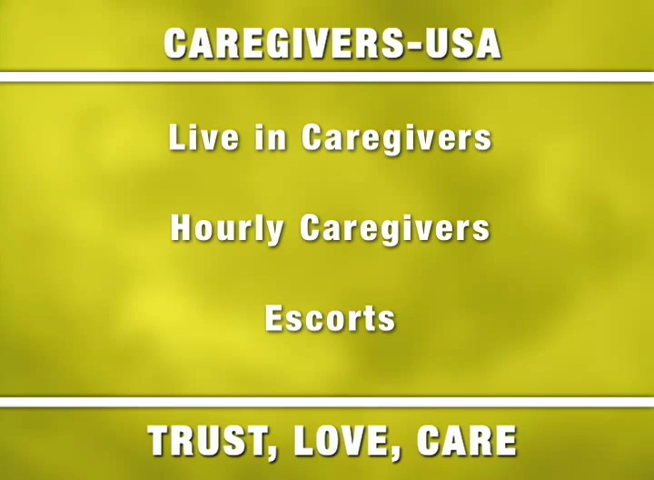 CAREGIVERS-USA
Live in Caregivers
Hourly Caregivers
Escorts
TRUST, LOVE, CARE